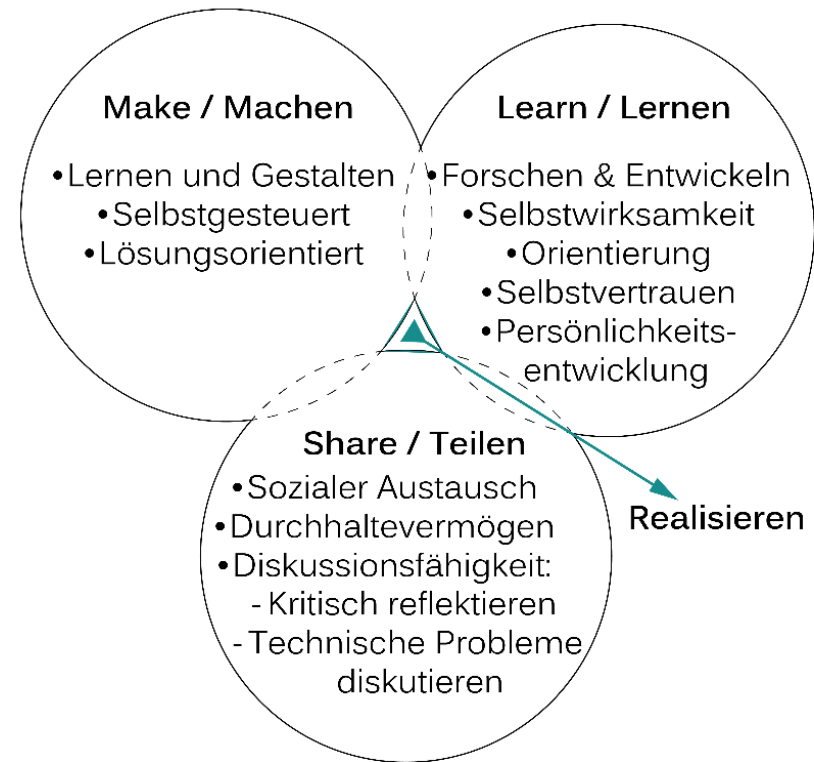 Make / Machen
•Lernen und Gestalten
•Selbstgesteuert
•Lösungsorientiert
Learn / Lernen
•Forschen & Entwickeln
•Selbstwirksamkeit
•Orientierung
•Selbstvertrauen
•Persönlichkeits-
entwicklung
Share / Teilen
•Sozialer Austausch
•Durchhaltevermögen
•Diskussionsfähigkeit:
- Kritisch reflektieren
- Technische Probleme
diskutieren
Realisieren